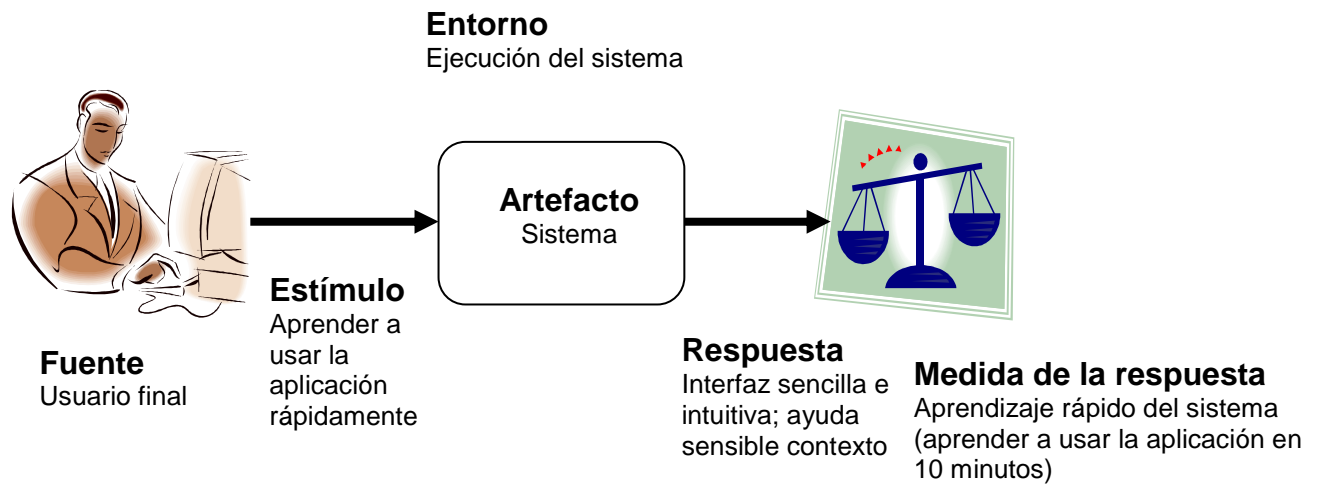 Entorno
Ejecución del sistema
Artefacto
Sistema
Estímulo
Aprender a
usar la
aplicación
rápidamente
Fuente
Usuario final
Respuesta
Interfaz sencilla e
intuitiva; ayuda
sensible contexto
Medida de la respuesta
Aprendizaje rápido del sistema
(aprender a usar la aplicación en
10 minutos)